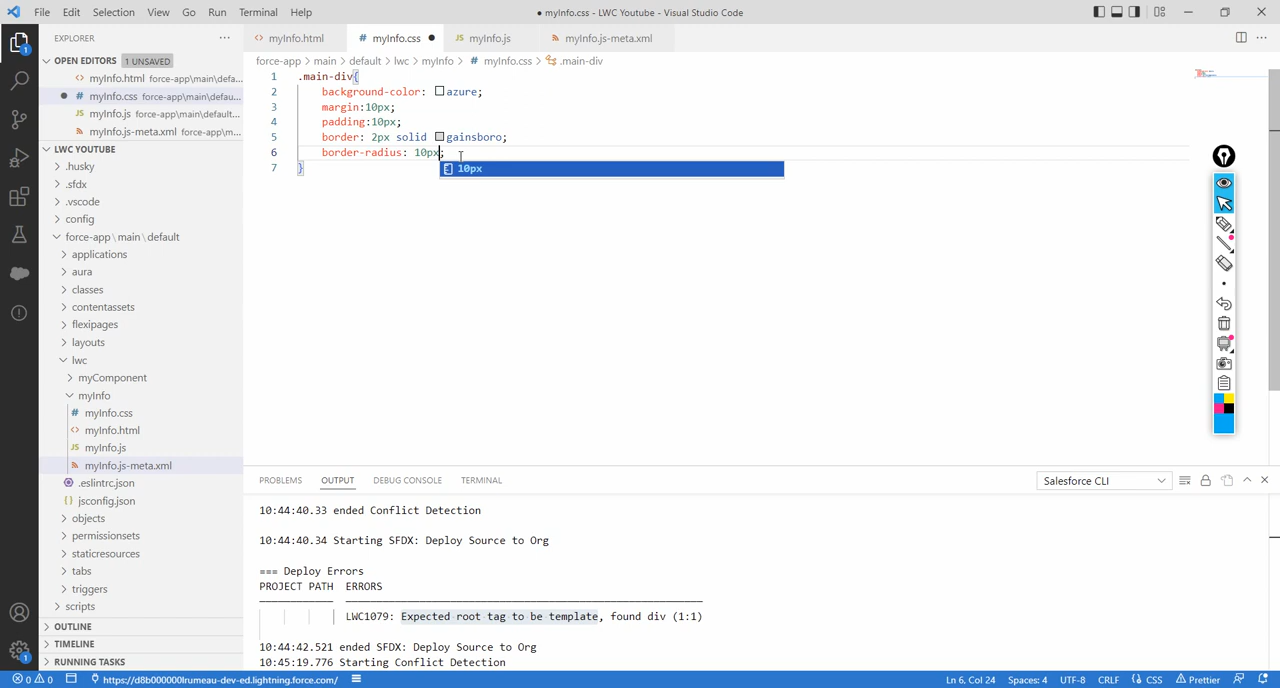 File Edit Selection View Go Run Terminal Help
● myInfo.css - LWC Youtube - Visual Studio Code
EXPLORER
OPEN EDITORS 1 UNSAVED
<> myInfo.html force-app\main\defa...
● # myInfo.css force-app\main\defau...
JS myInfo.js force-app\main\default...
myInfo.js-meta.xml force-app\m...
LWC YOUTUBE
.husky
.sfdx
.vscode
config
force-app\main\default
applications
aura
classes
contentassets
flexipages
layouts
lwc
myComponent
myInfo
# myInfo.css
<> myInfo.html
JS myInfo.js
myInfo.js-meta.xml
.eslintrc.json
{} jsconfig.json
objects
permissionsets
staticresources
tabs
triggers
scripts
OUTLINE
TIMELINE
RUNNING TASKS
<> myInfo.html # myInfo.css ● JS myInfo.js myInfo.js-meta.xml
force-app > main > default > lwc > myInfo > # myInfo.css > .main-div
1 .main-div{
2 background-color: azure;
3 margin:10px;
4 padding:10px;
5 border: 2px solid gainsboro;
6 border-radius: 10px;
10px
7 }
PROBLEMS OUTPUT DEBUG CONSOLE TERMINAL
Salesforce CLI
10:44:40.33 ended Conflict Detection
10:44:40.34 Starting SFDX: Deploy Source to Org
=== Deploy Errors
PROJECT PATH ERRORS
LWC1079: Expected root tag to be template, found div (1:1)
10:44:42.521 ended SFDX: Deploy Source to Org
10:45:19.776 Starting Conflict Detection
1
1
0 0 https://d8b000000lrumeau-dev-ed.lightning.force.com/
Ln 6, Col 24 Spaces: 4 UTF-8 CRLF {} CSS Prettier